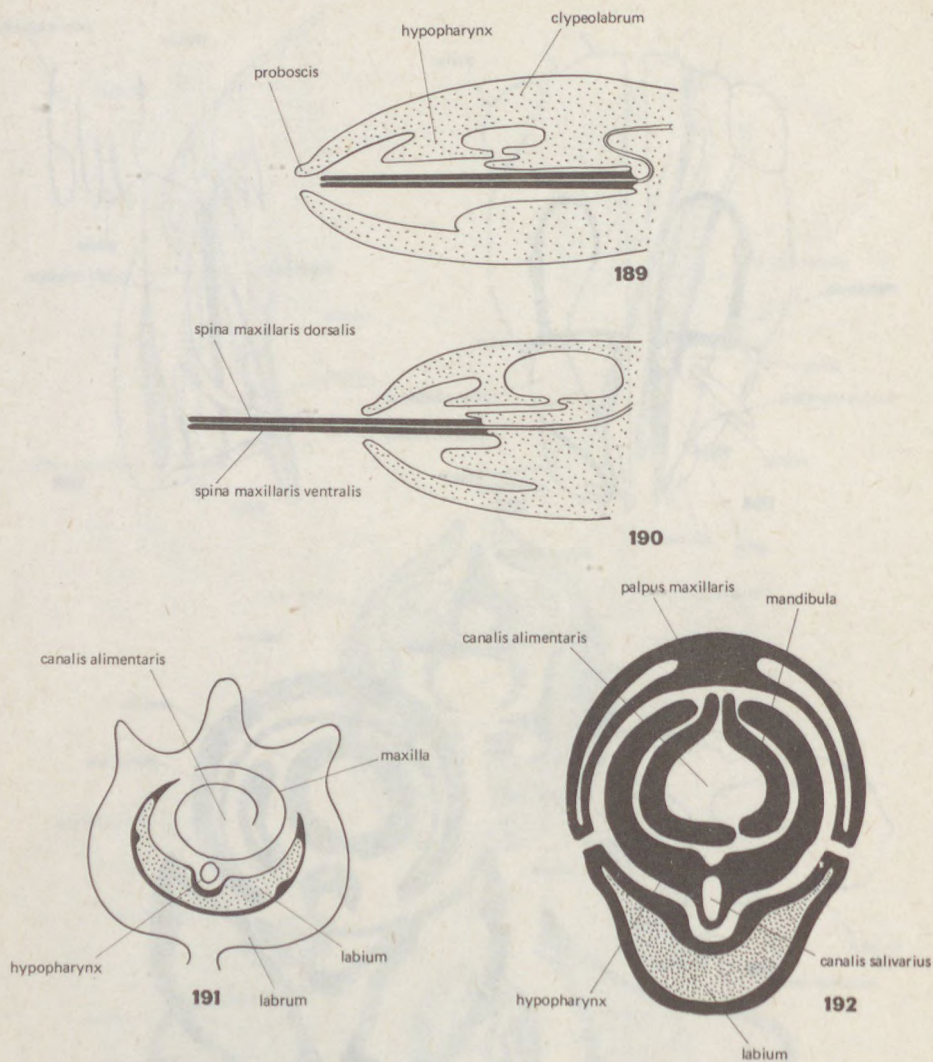 clypeolabrum
hypopharynx
proboscis
189
spina maxillaris dorsalis
spina maxillaris ventralis
190
palpus maxillaris
mandibula
canalis alimentaris
canalis alimentaris
maxilla
hypopharynx
labium
191
labrum
canalis salivarius
hypopharynx
192
labium